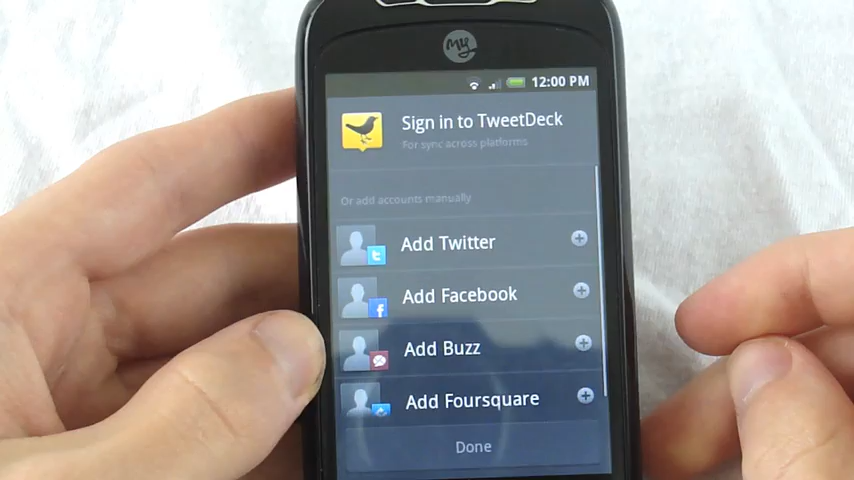 my
12:00 PM
Sign in to TweetDeck
For sync across platforms
Or add accounts manually
Add Twitter
Add Facebook
Add Buzz
Add Foursquare
Done